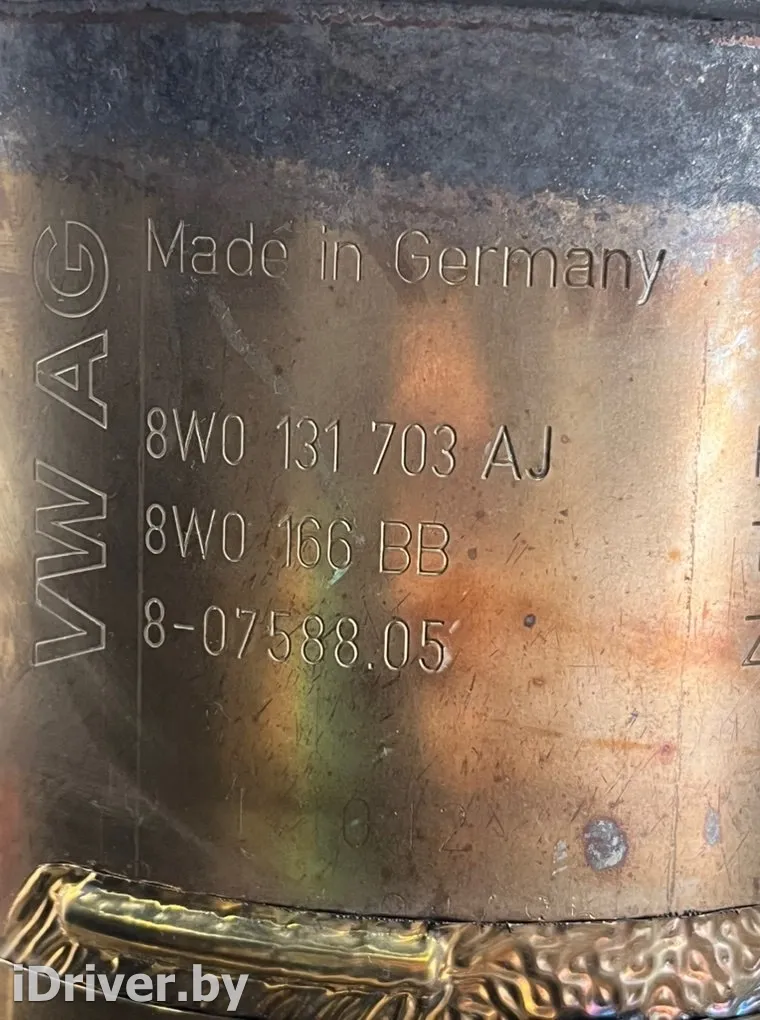 VW AG
Made in Germany
8W0 131 703 AJ
8W0 166 BB
8-07588.05
iDriver.by